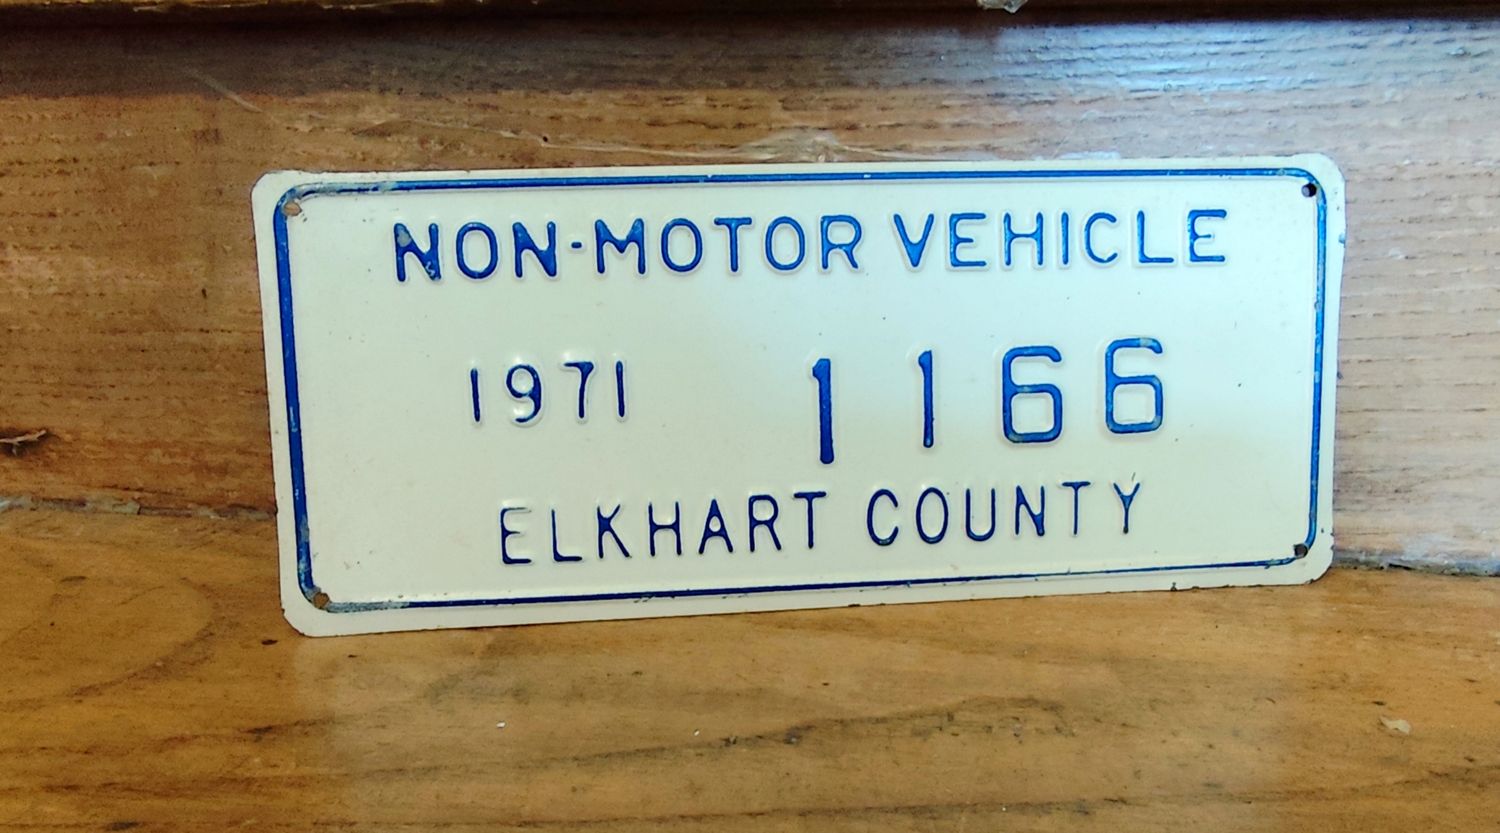 NON-MOTOR VEHICLE
1971 1166
ELKHART COUNTY